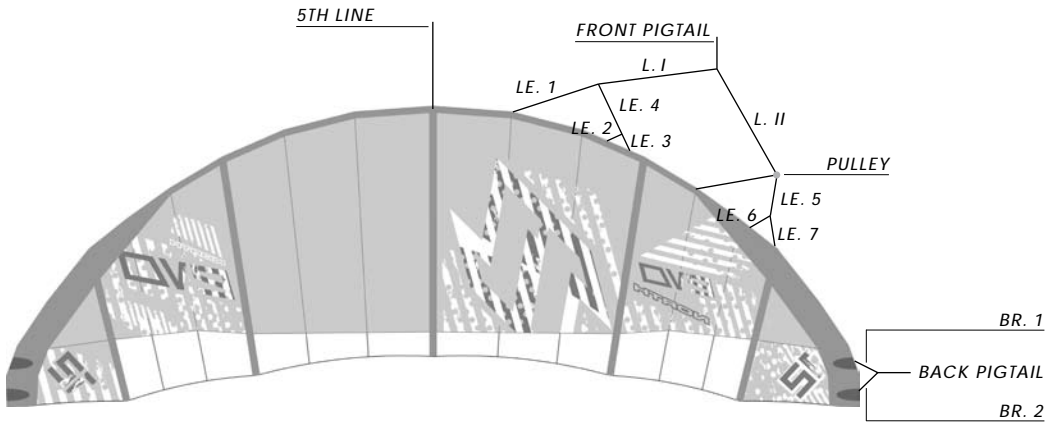 5TH LINE
FRONT PIGTAIL
L. I
LE. 1
LE. 4
L. II
LE. 2
LE. 3
PULLEY
LE. 5
LE. 6
LE. 7
BR. 1
BACK PIGTAIL
BR. 2